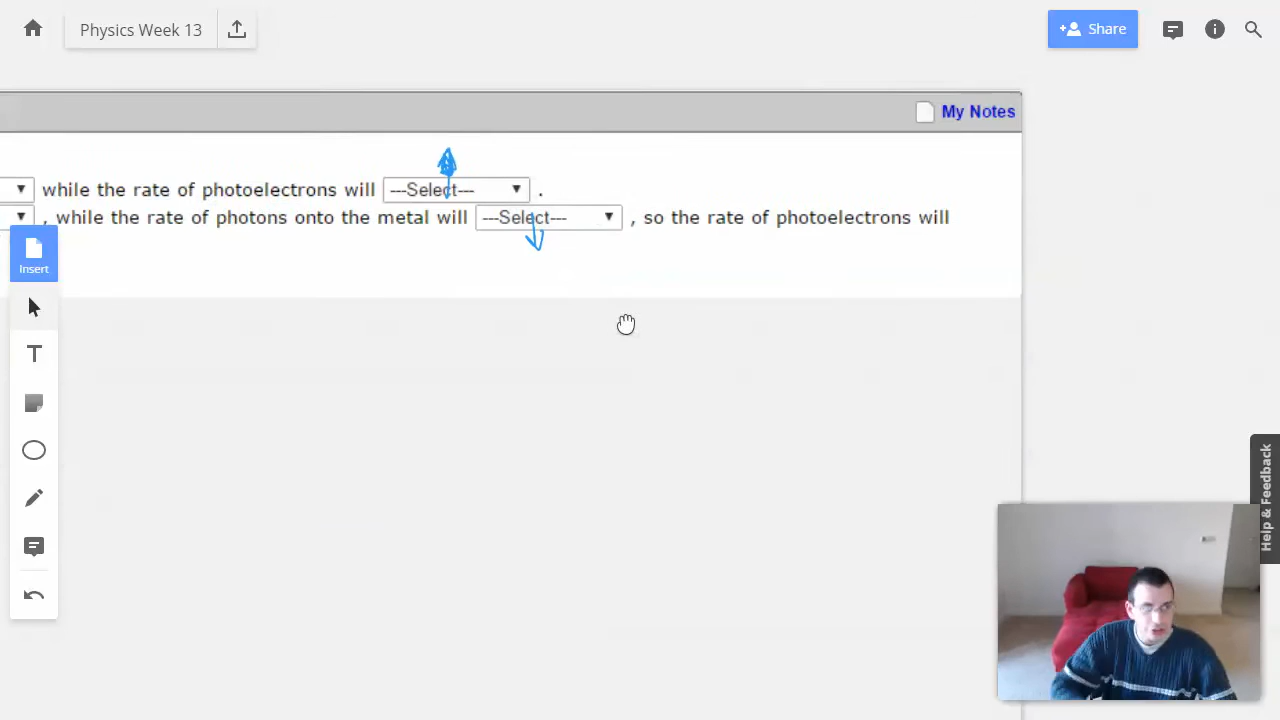 Physics Week 13
Share
My Notes
while the rate of photoelectrons will ---Select--- .
, while the rate of photons onto the metal will ---Select--- , so the rate of photoelectrons will
Insert
T
Help & Feedback